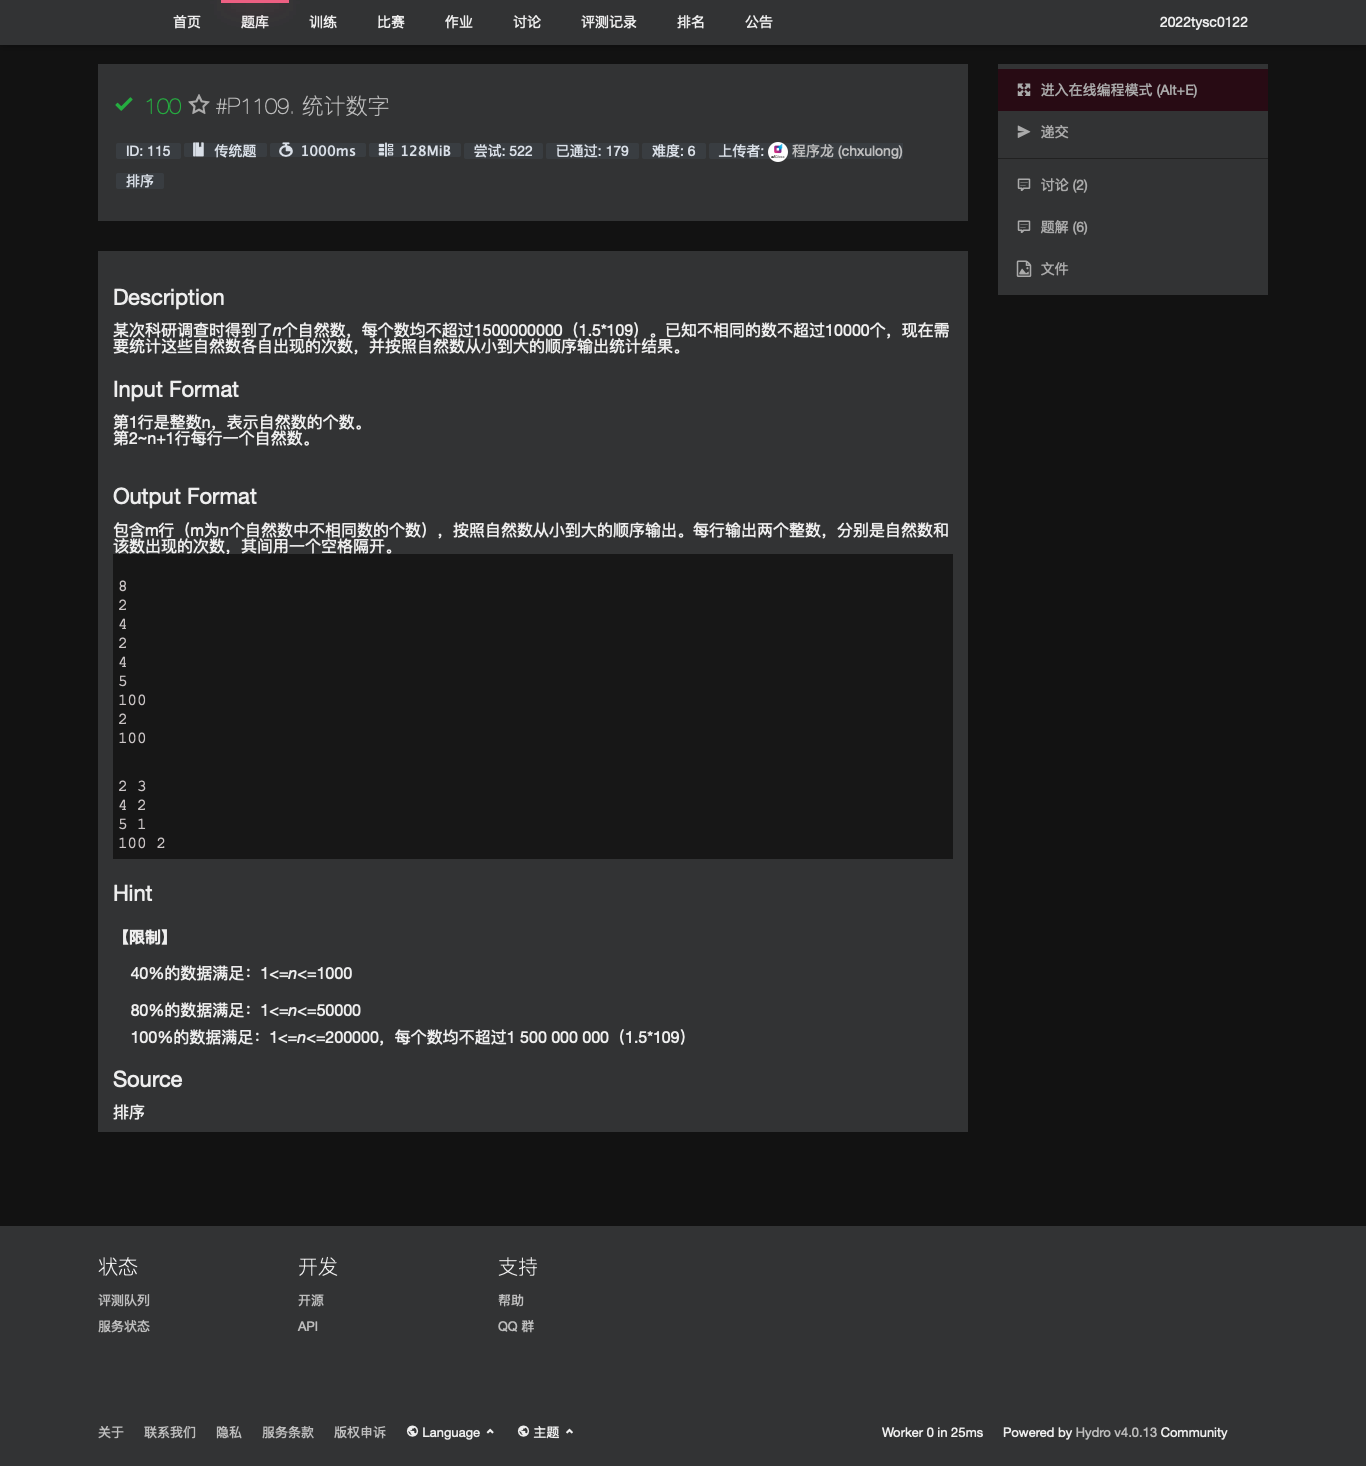 首页 题库 训练 比赛 作业 讨论 评测记录 排名 公告 2022tysc0122
100 #P1109. 统计数字
ID: 115 传统题 1000ms 128MiB 尝试: 522 已通过: 179 难度: 6 上传者: 程序龙 (chxulong)
排序
进入在线编程模式 (Alt+E)
递交
讨论 (2)
题解 (6)
文件
Description
某次科研调查时得到了n个自然数，每个数均不超过1500000000（1.5*109）。已知不相同的数不超过10000个，现在需
要统计这些自然数各自出现的次数，并按照自然数从小到大的顺序输出统计结果。
Input Format
第1行是整数n，表示自然数的个数。
第2~n+1行每行一个自然数。
Output Format
包含m行（m为n个自然数中不相同数的个数），按照自然数从小到大的顺序输出。每行输出两个整数，分别是自然数和
该数出现的次数，其间用一个空格隔开。
8
2
4
2
4
5
100
2
100
2 3
4 2
5 1
100 2
Hint
【限制】
40%的数据满足：1<=n<=1000
80%的数据满足：1<=n<=50000
100%的数据满足：1<=n<=200000，每个数均不超过1 500 000 000（1.5*109）
Source
排序
状态 开发 支持
评测队列 开源 帮助
服务状态 API QQ 群
关于 联系我们 隐私 服务条款 版权申诉 Language 主题 Worker 0 in 25ms Powered by Hydro v4.0.13 Community